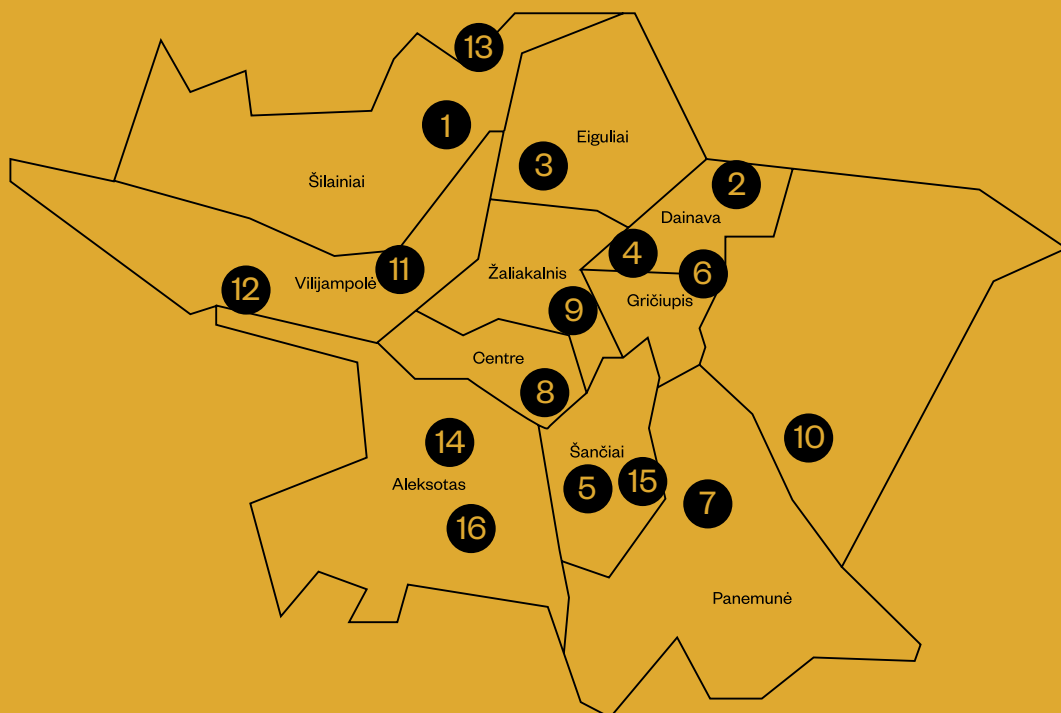 13
1
Eiguliai
3
Šilainiai
2
Dainava
4
11
Žaliakalnis
6
Vilijampolė
12
Gričiupis
9
Centre
8
14
10
Šančiai
Aleksotas
5
15
7
16
Panemunė